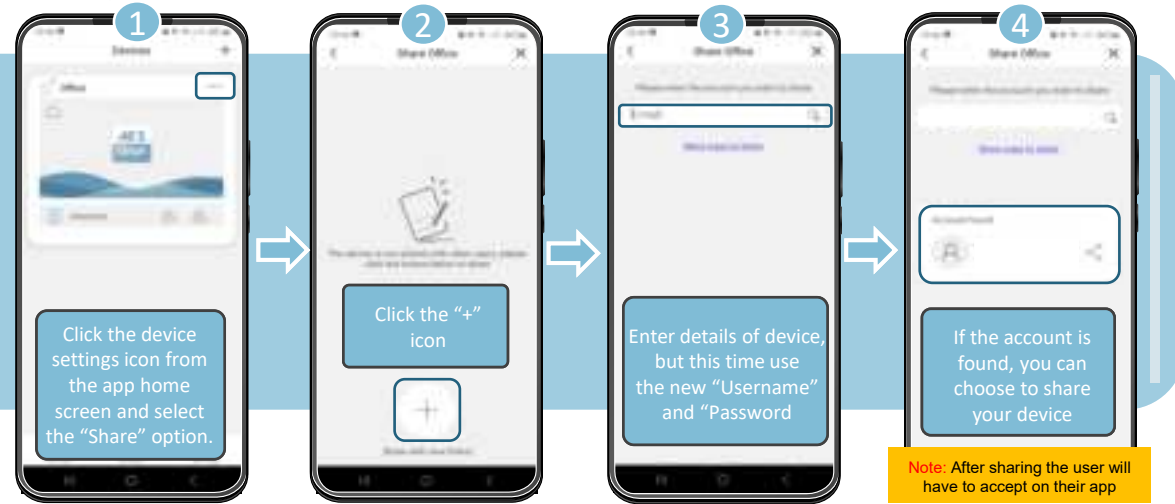 1
Devices
Office
Click the device
settings icon from
the app home
screen and select
the “Share” option.
2
Share Office
Click the “+”
icon
3
Share Office
Enter details of device,
but this time use
the new “Username”
and “Password
4
Share Office
Account Found
If the account is
found, you can
choose to share
your device
Note: After sharing the user will
have to accept on their app